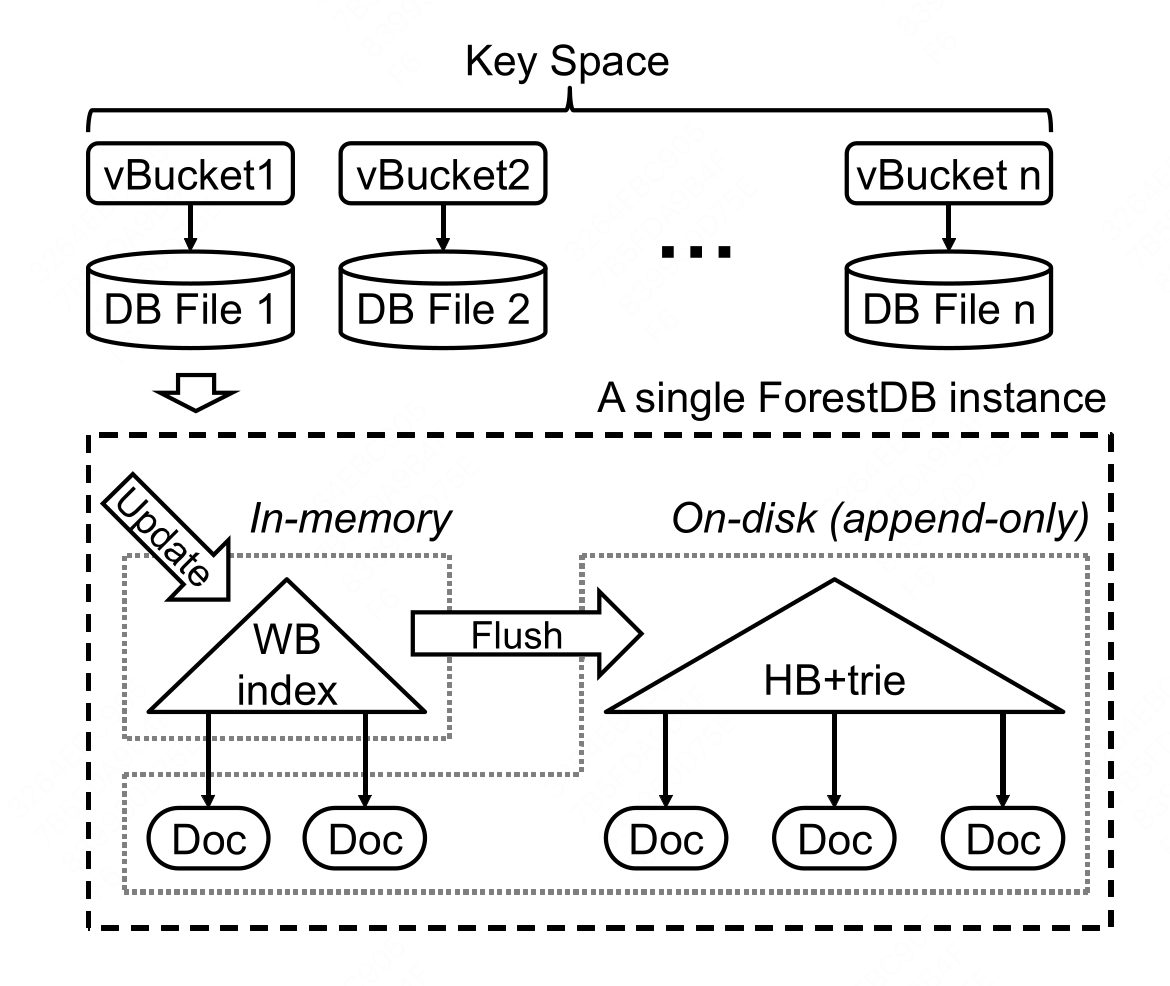 Key Space
vBucket1
vBucket2
vBucket n
DB File 1
DB File 2
...
DB File n
A single ForestDB instance
Update
In-memory
On-disk (append-only)
WB
index
Flush
HB+trie
Doc
Doc
Doc
Doc
Doc